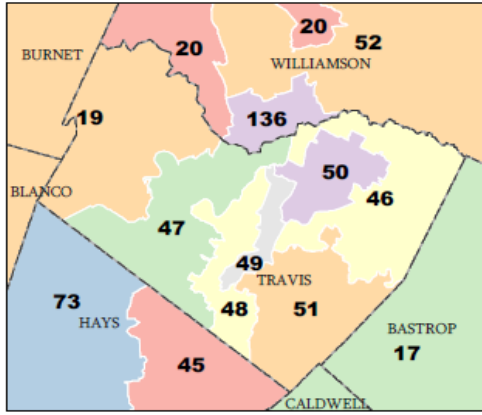 20
20
52
BURNET
WILLIAMSON
19
136
50
46
BLANCO
47
49
TRAVIS
73
48
51
HAYS
BASTROP
45
17
CALDWELL